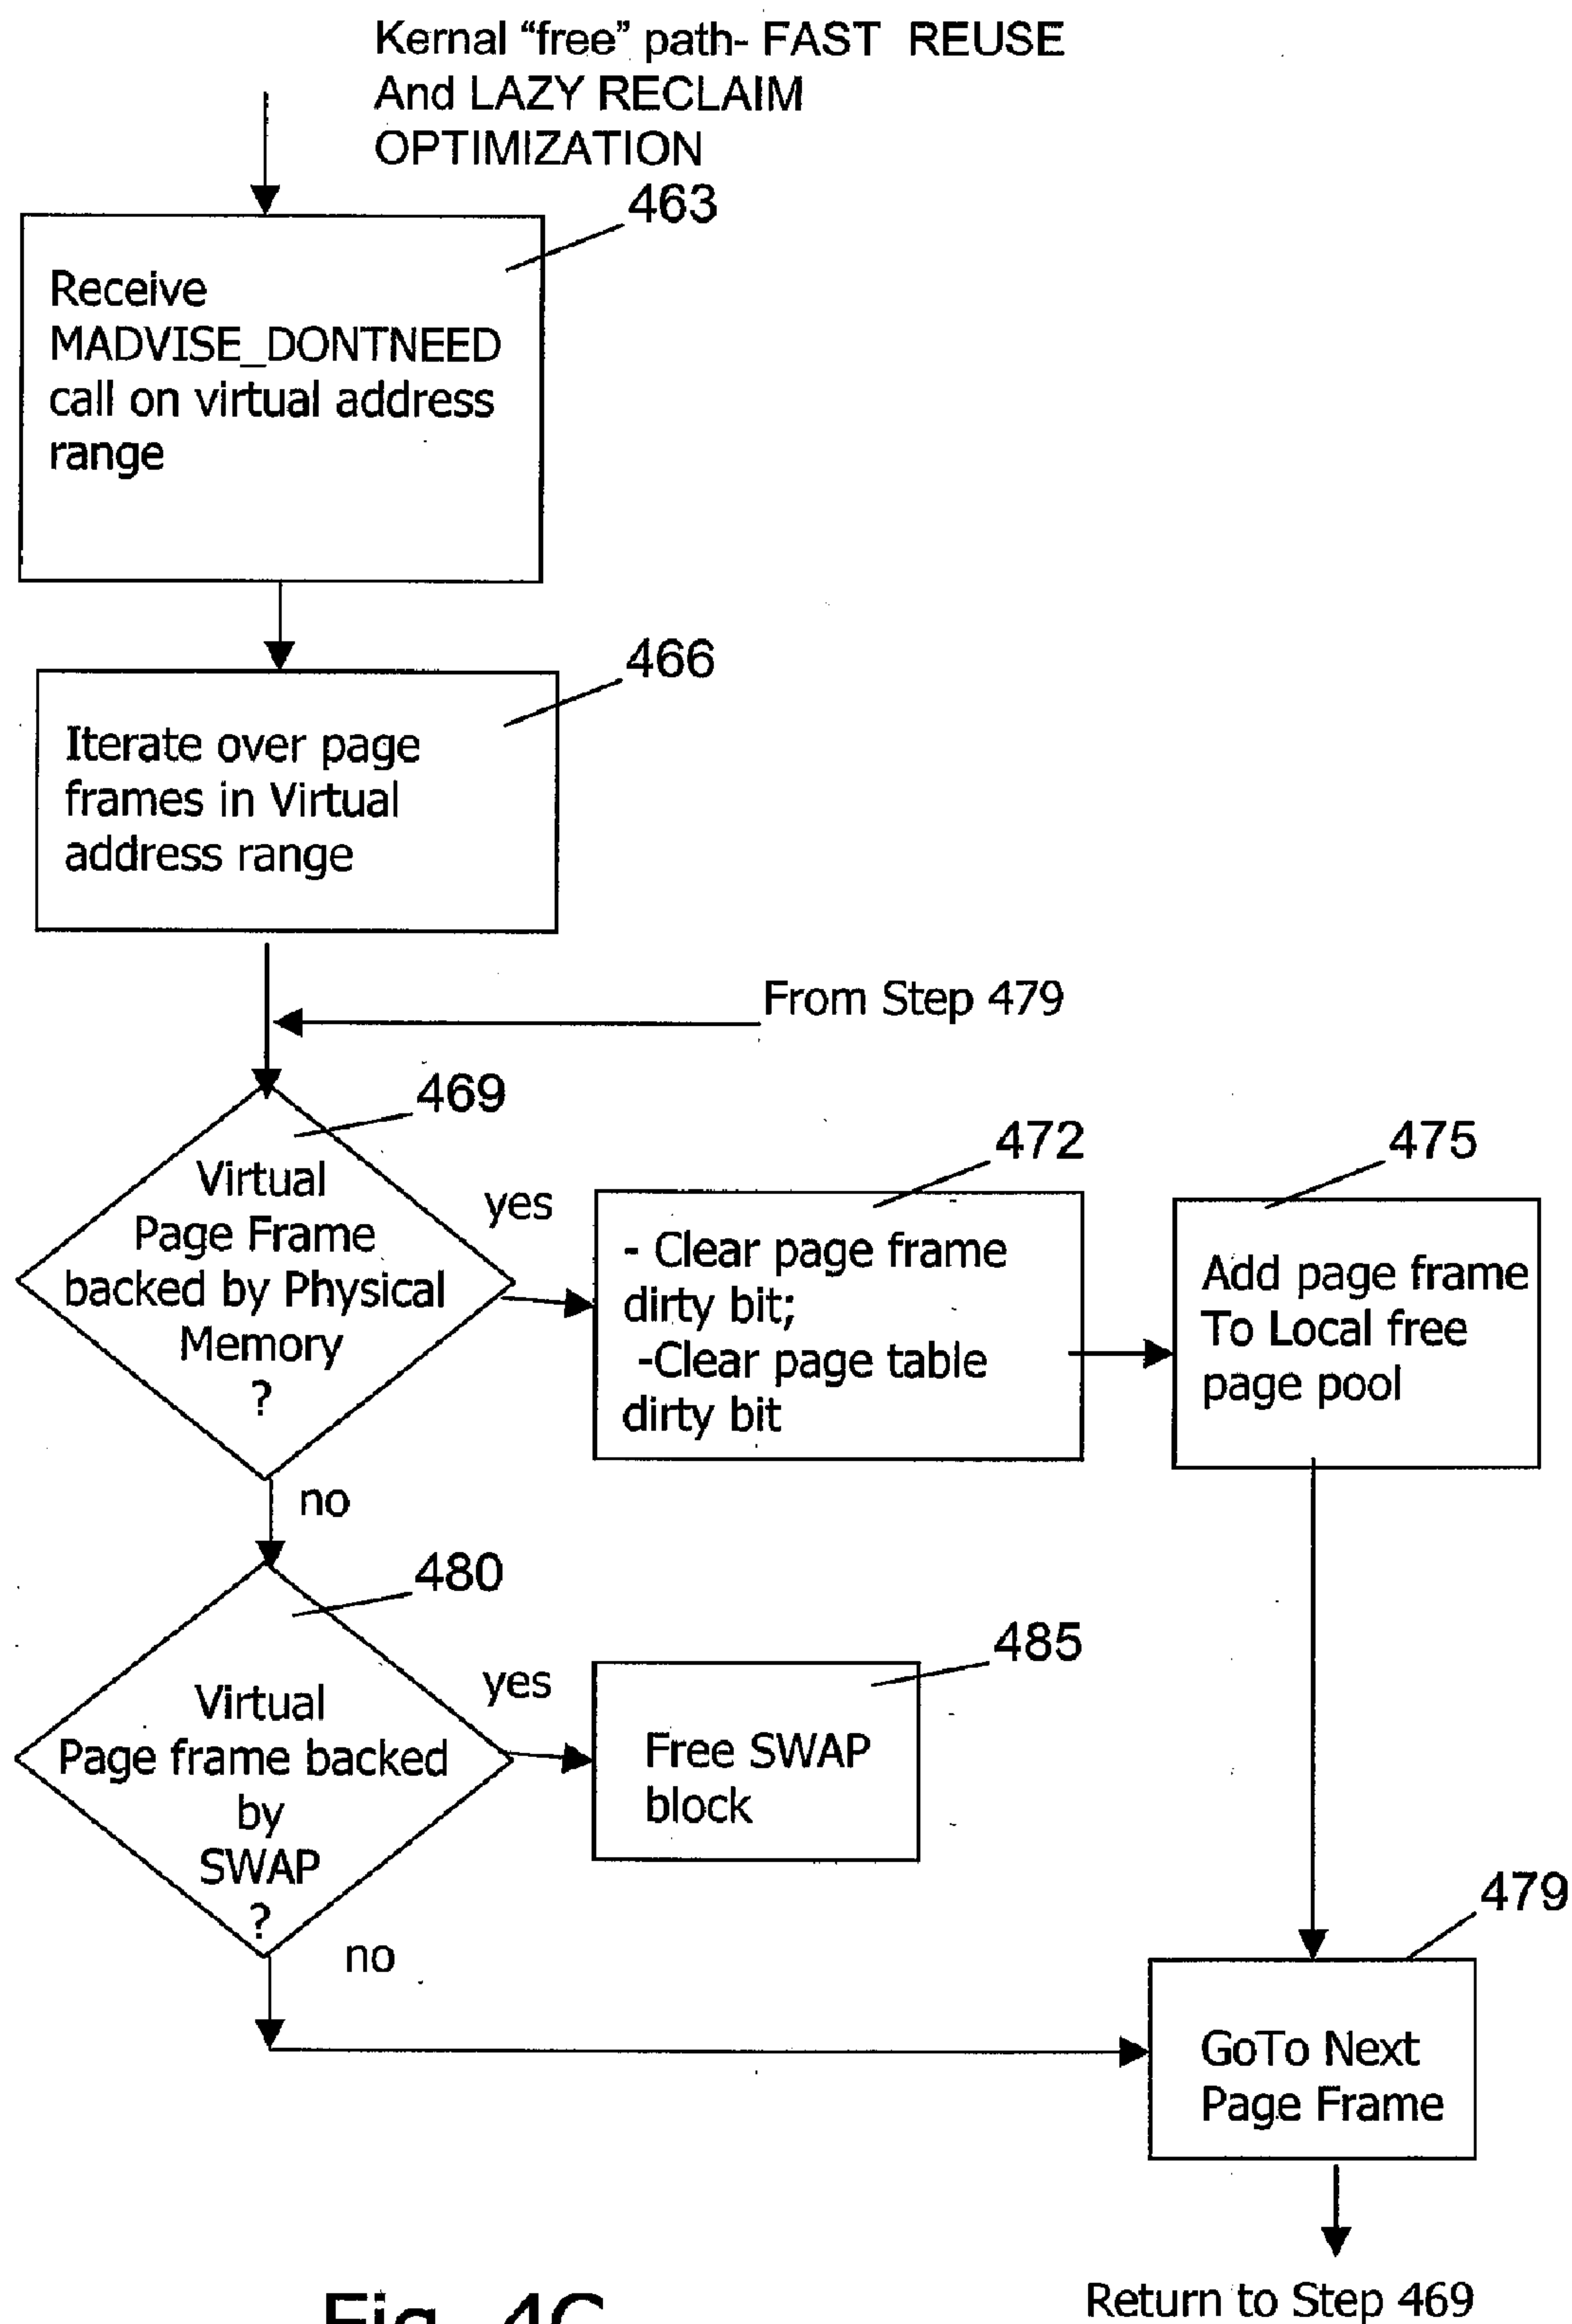 Kernal “free” path- FAST REUSE
And LAZY RECLAIM
OPTIMIZATION
463
Receive
MADVISE_DONTNEED
call on virtual address
range
466
Iterate over page
frames in Virtual
address range
From Step 479
469
Virtual
Page Frame
backed by Physical
Memory
?
yes
472
- Clear page frame
dirty bit;
-Clear page table
dirty bit
475
Add page frame
To Local free
page pool
no
480
Virtual
Page frame backed
by
SWAP
?
yes
485
Free SWAP
block
no
479
GoTo Next
Page Frame
Return to Step 469
Fig. 4C